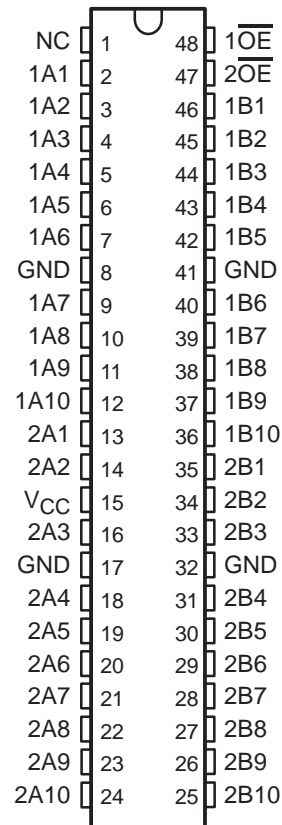 NC 1 48 1O̅E̅
1A1 2 47 2O̅E̅
1A2 3 46 1B1
1A3 4 45 1B2
1A4 5 44 1B3
1A5 6 43 1B4
1A6 7 42 1B5
GND 8 41 GND
1A7 9 40 1B6
1A8 10 39 1B7
1A9 11 38 1B8
1A10 12 37 1B9
2A1 13 36 1B10
2A2 14 35 2B1
VCC 15 34 2B2
2A3 16 33 2B3
GND 17 32 GND
2A4 18 31 2B4
2A5 19 30 2B5
2A6 20 29 2B6
2A7 21 28 2B7
2A8 22 27 2B8
2A9 23 26 2B9
2A10 24 25 2B10